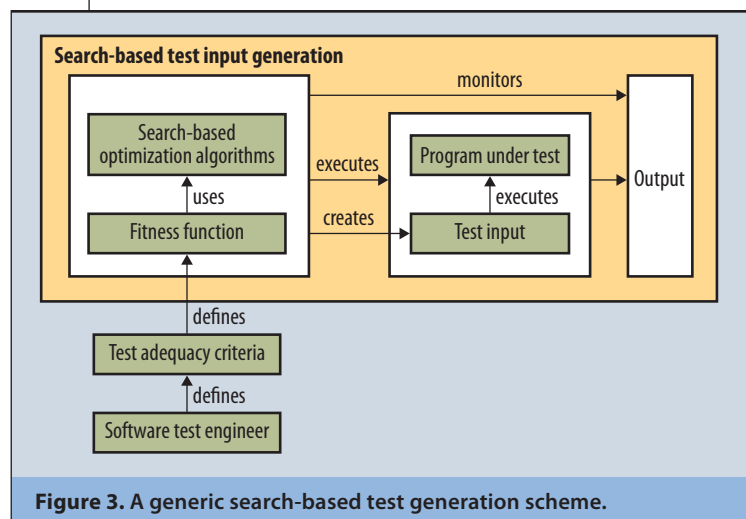 Search-based test input generation
monitors
Search-based
optimization algorithms
executes
Program under test
Output
uses
executes
creates
Fitness function
Test input
defines
Test adequacy criteria
defines
Software test engineer
Figure 3. A generic search-based test generation scheme.